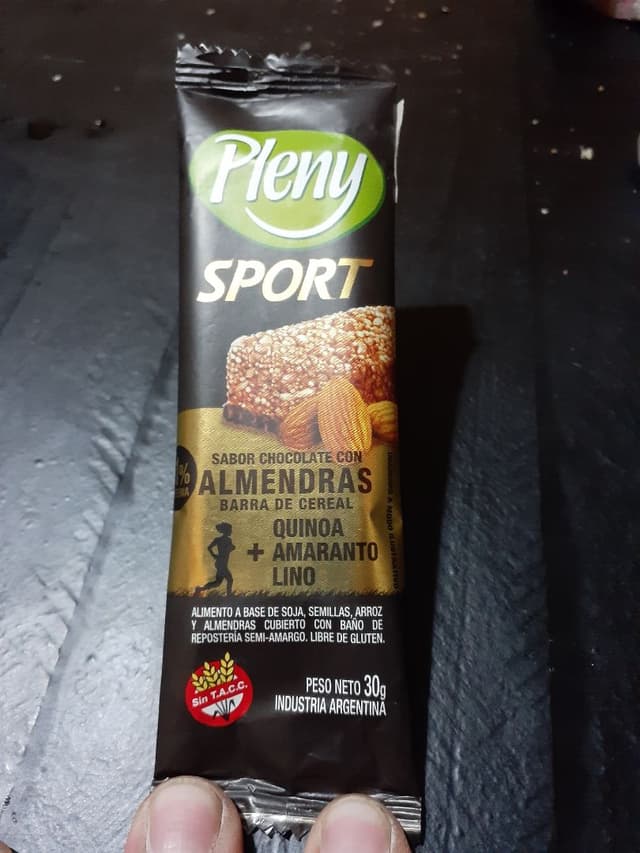 Pleny
SPORT
%
SABOR CHOCOLATE CON
ALMENDRAS
BARRA DE CEREAL
QUINOA
+ AMARANTO
LINO
ALIMENTO A BASE DE SOJA, SEMILLAS, ARROZ
Y ALMENDRAS CUBIERTO CON BAÑO DE
REPOSTERÍA SEMI-AMARGO. LIBRE DE GLUTEN.
Sin T.A.C.C.
PESO NETO 30g
INDUSTRIA ARGENTINA